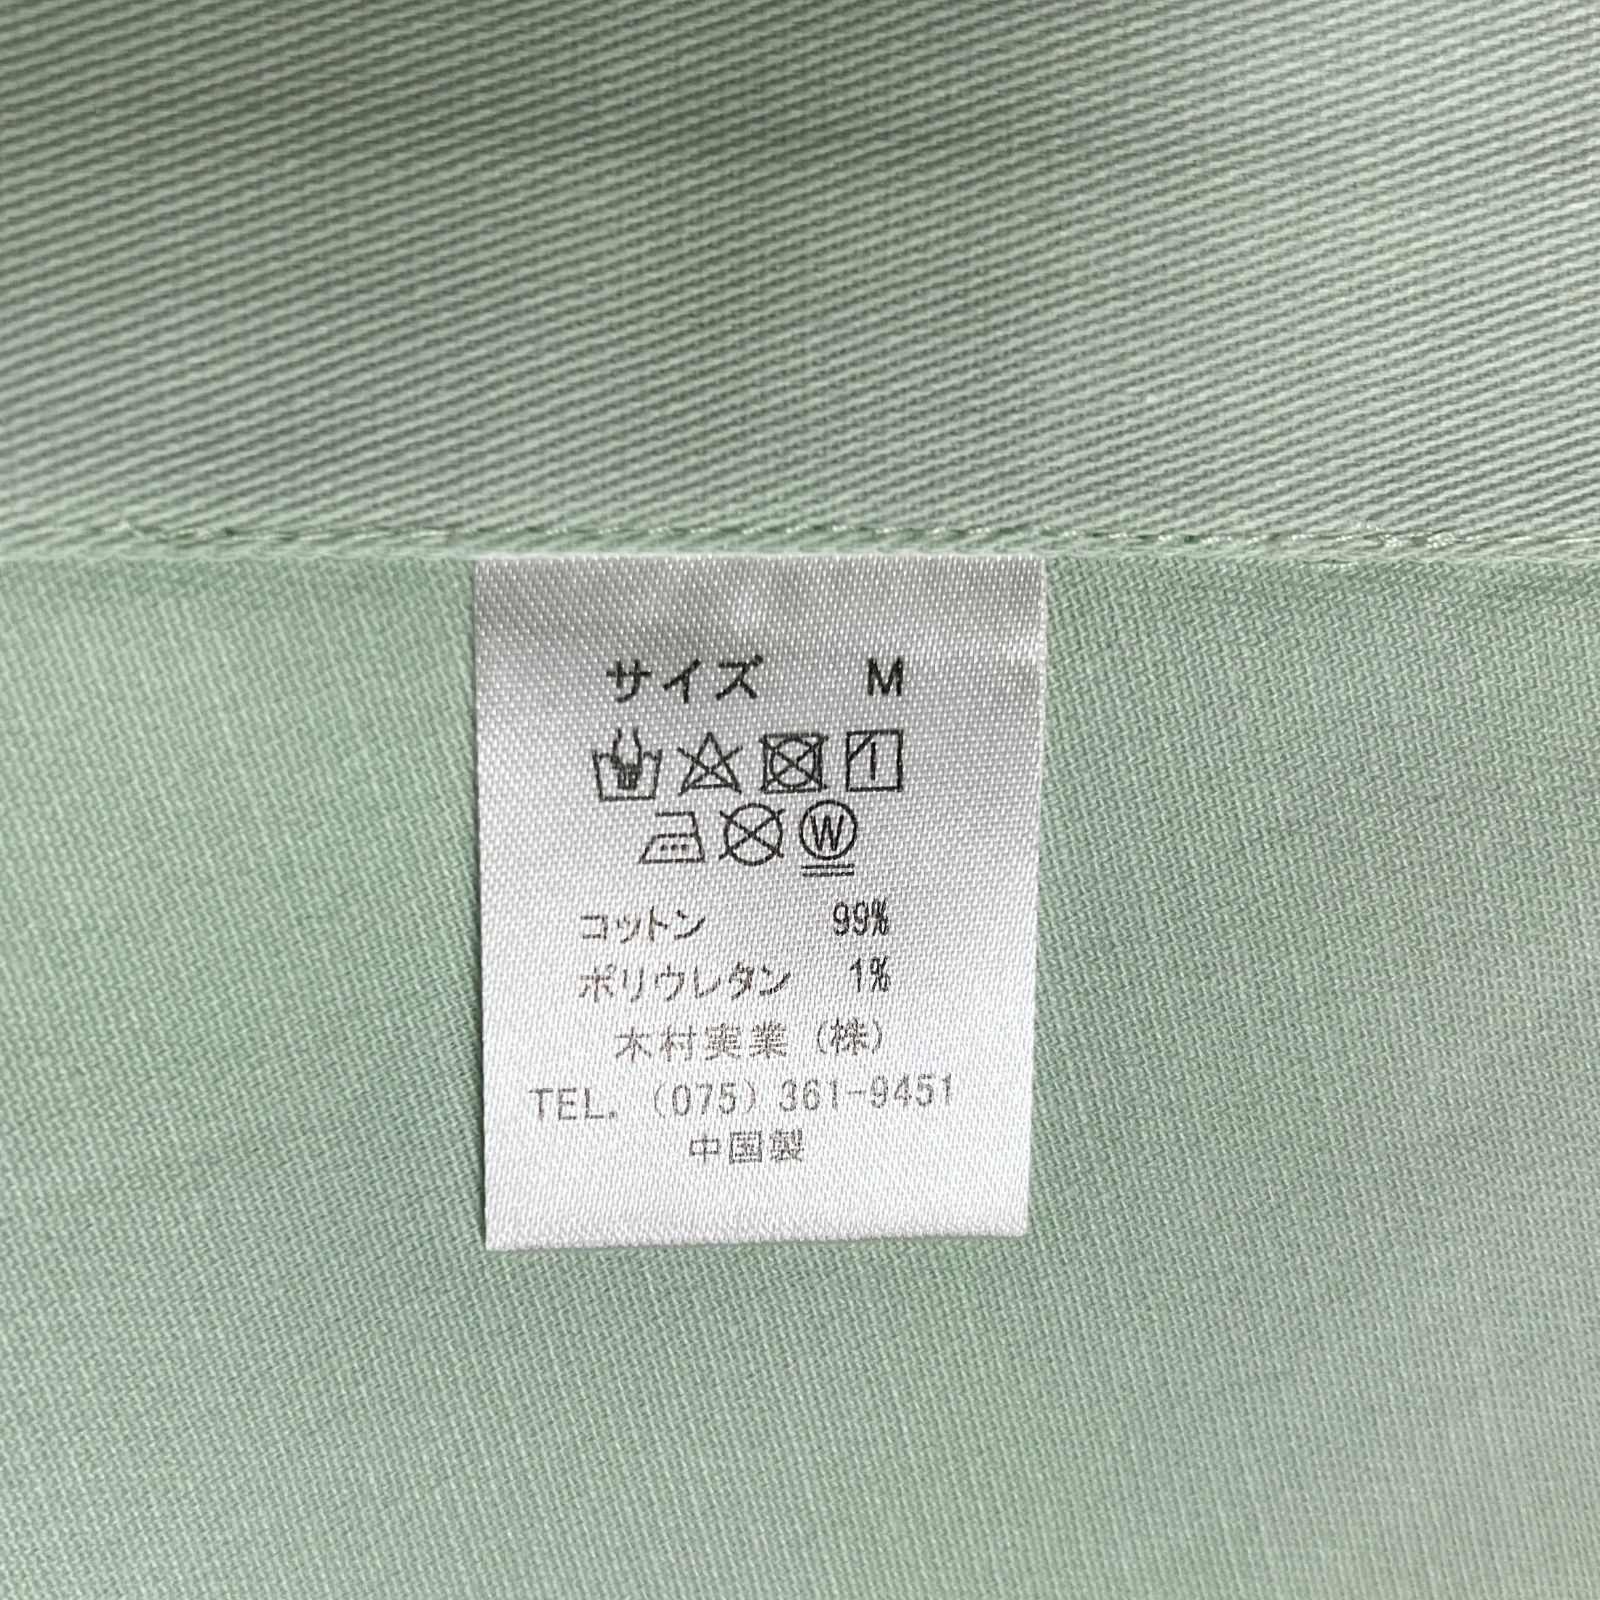 サイズ M
W
コットン 99%
ポリウレタン 1%
木村実業(株)
TEL. (075) 361-9451
中国製